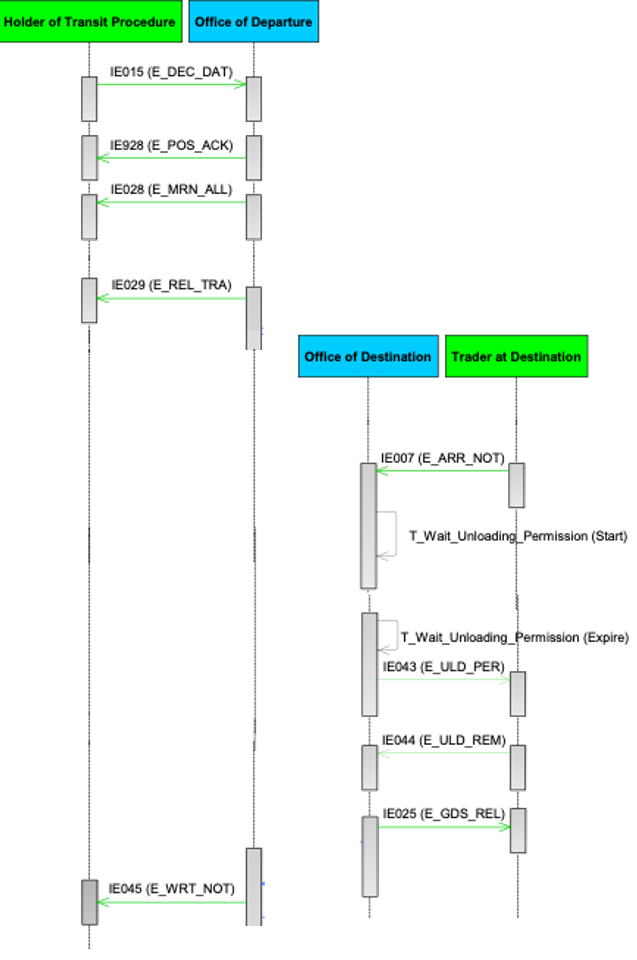 Holder of Transit Procedure
Office of Departure
IE015 (E_DEC_DAT)
IE928 (E_POS_ACK)
IE028 (E_MRN_ALL)
IE029 (E_REL_TRA)
Office of Destination
Trader at Destination
IE007 (E_ARR_NOT)
T_Wait_Unloading_Permission (Start)
T_Wait_Unloading_Permission (Expire)
IE043 (E_ULD_PER)
IE044 (E_ULD_REM)
IE025 (E_GDS_REL)
IE045 (E_WRT_NOT)